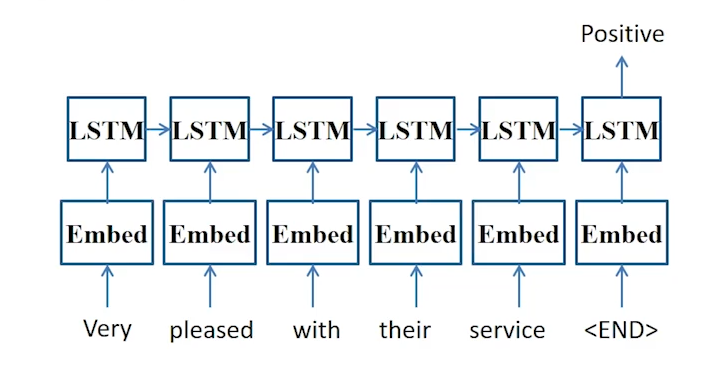 Positive
LSTM LSTM LSTM LSTM LSTM LSTM
Embed Embed Embed Embed Embed Embed
Very pleased with their service <END>